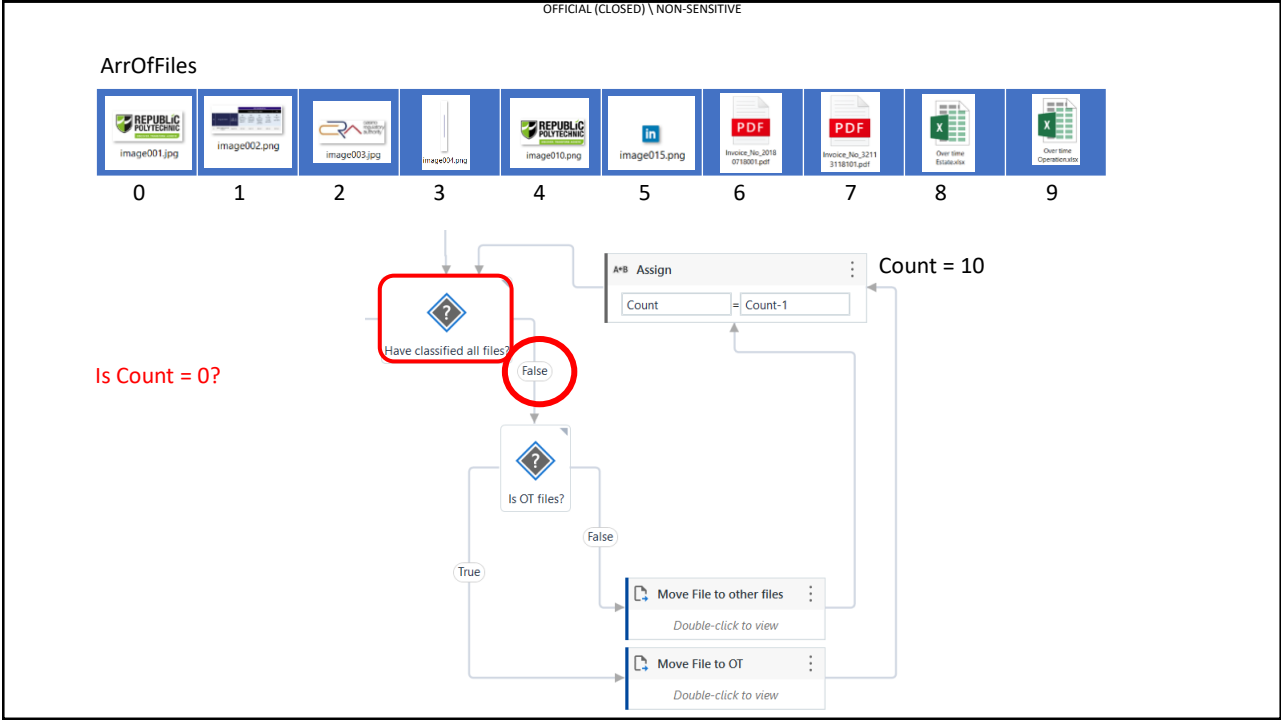 OFFICIAL (CLOSED) \ NON-SENSITIVE
ArrOfFiles
REPUBLIC
POLYTECHNIC
image001.jpg
image002.png
CRA casino
regulatory
authority
image003.jpg
image004.png
REPUBLIC
POLYTECHNIC
image010.png
in
image015.png
PDF
Invoice_No_2018
0718001.pdf
PDF
Invoice_No_3211
3118101.pdf
X
Over time
Estate.xlsx
X
Over time
Operation.xlsx
0 1 2 3 4 5 6 7 8 9
A*B Assign
Count = Count-1
Count = 10
Have classified all files?
False
Is Count = 0?
Is OT files?
False
True
Move File to other files
Double-click to view
Move File to OT
Double-click to view